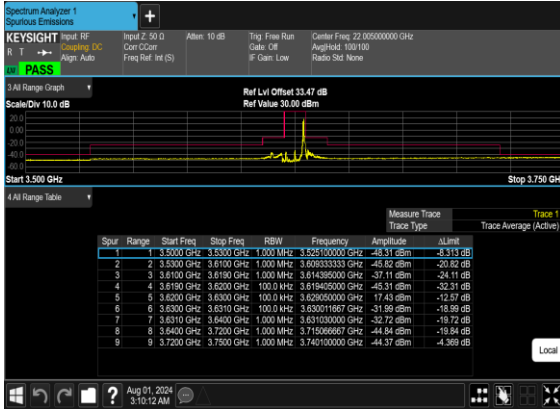 Spectrum Analyzer 1
Spurious Emissions
+
KEYSIGHT Input: RF Input Z: 50 Ω Atten: 10 dB Trig: Free Run Center Freq: 22.005000000 GHz
R T Coupling: DC Corr CCorr Gate: Off Avg|Hold: 100/100
Align: Auto Freq Ref: Int (S) IF Gain: Low Radio Std: None
PASS
3 All Range Graph
Ref Lvl Offset 33.47 dB
Scale/Div 10.0 dB Ref Value 30.00 dBm
20.0
0.00
-20.0
-40.0
-60.0
Start 3.500 GHz Stop 3.750 GH
4 All Range Table
Measure Trace Trace 1
Trace Type Trace Average (Active)
Spur Range Start Freq Stop Freq RBW Frequency Amplitude ΔLimit
1 1 3.5000 GHz 3.5300 GHz 1.000 MHz 3.525100000 GHz -48.31 dBm -8.313 dB
2 2 3.5300 GHz 3.6100 GHz 1.000 MHz 3.609333333 GHz -45.82 dBm -20.82 dB
3 3 3.6100 GHz 3.6190 GHz 1.000 MHz 3.614395000 GHz -37.11 dBm -24.11 dB
4 4 3.6190 GHz 3.6200 GHz 100.0 kHz 3.619405000 GHz -45.31 dBm -32.31 dB
5 5 3.6200 GHz 3.6300 GHz 100.0 kHz 3.629050000 GHz 17.43 dBm -12.57 dB
6 6 3.6300 GHz 3.6310 GHz 100.0 kHz 3.630011667 GHz -31.99 dBm -18.99 dB
7 7 3.6310 GHz 3.6400 GHz 1.000 MHz 3.631030000 GHz -32.72 dBm -19.72 dB
8 8 3.6400 GHz 3.7200 GHz 1.000 MHz 3.715066667 GHz -44.84 dBm -19.84 dB
9 9 3.7200 GHz 3.7500 GHz 1.000 MHz 3.740100000 GHz -44.37 dBm -4.369 dB
Local
? Aug 01, 2024
3:10:12 AM